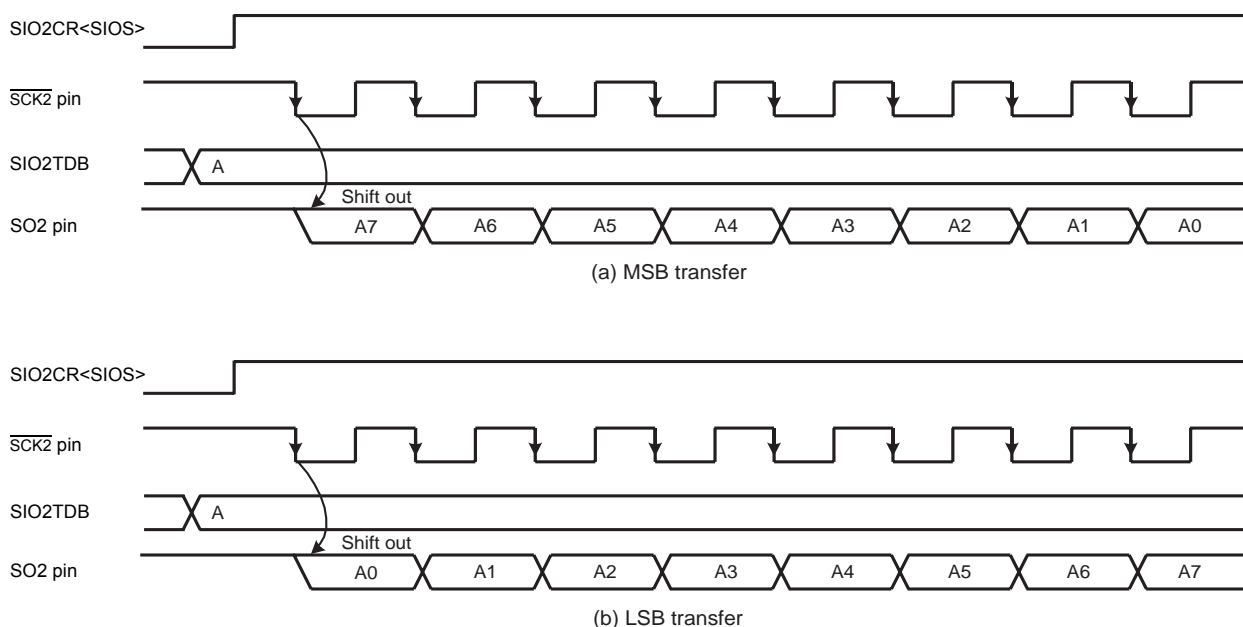 SIO2CR<SIOS>
SCK2 pin
SIO2TDB
A
Shift out
SO2 pin
A7 A6 A5 A4 A3 A2 A1 A0
(a) MSB transfer
SIO2CR<SIOS>
SCK2 pin
SIO2TDB
A
Shift out
SO2 pin
A0 A1 A2 A3 A4 A5 A6 A7
(b) LSB transfer